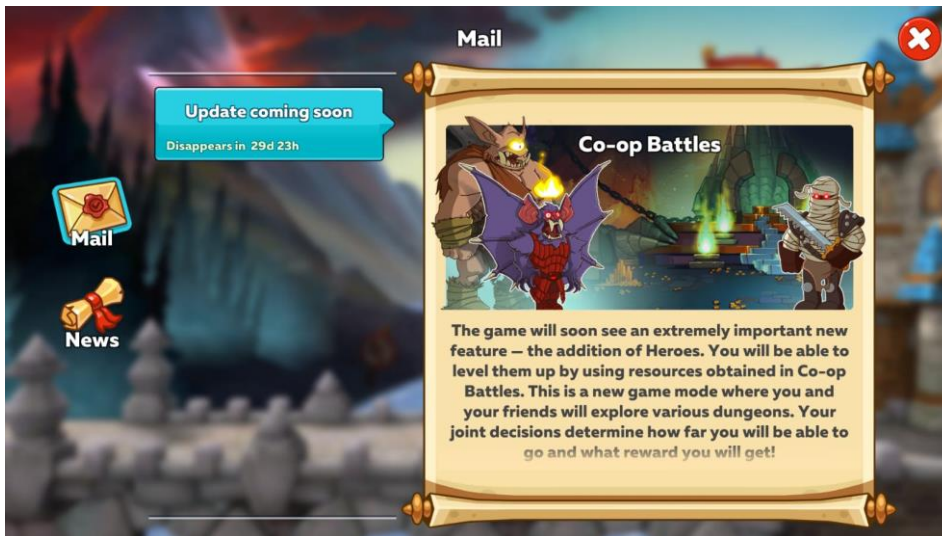 Mail
Update coming soon
Disappears in 29d 23h
Mail
News
Co-op Battles
The game will soon see an extremely important new
feature — the addition of Heroes. You will be able to
level them up by using resources obtained in Co-op
Battles. This is a new game mode where you and
your friends will explore various dungeons. Your
joint decisions determine how far you will be able to
go and what reward you will get!